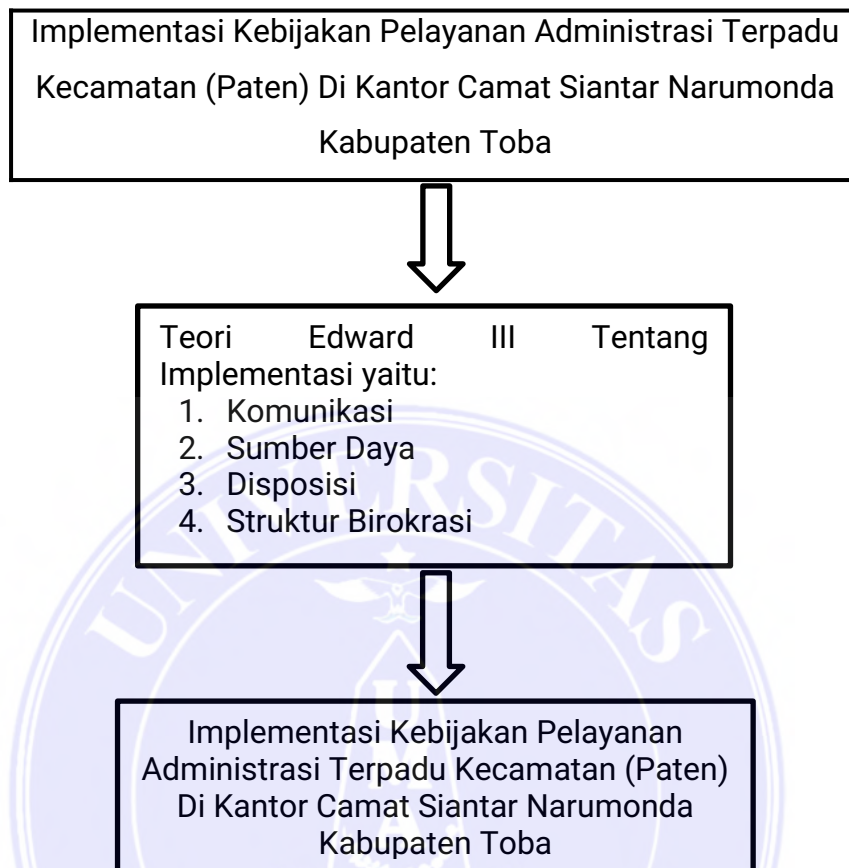 Implementasi Kebijakan Pelayanan Administrasi Terpadu
Kecamatan (Paten) Di Kantor Camat Siantar Narumonda
Kabupaten Toba
Teori Edward III Tentang
Implementasi yaitu:
1. Komunikasi
2. Sumber Daya
3. Disposisi
4. Struktur Birokrasi
UNIVERSITAS
Implementasi Kebijakan Pelayanan
Administrasi Terpadu Kecamatan (Paten)
Di Kantor Camat Siantar Narumonda
Kabupaten Toba